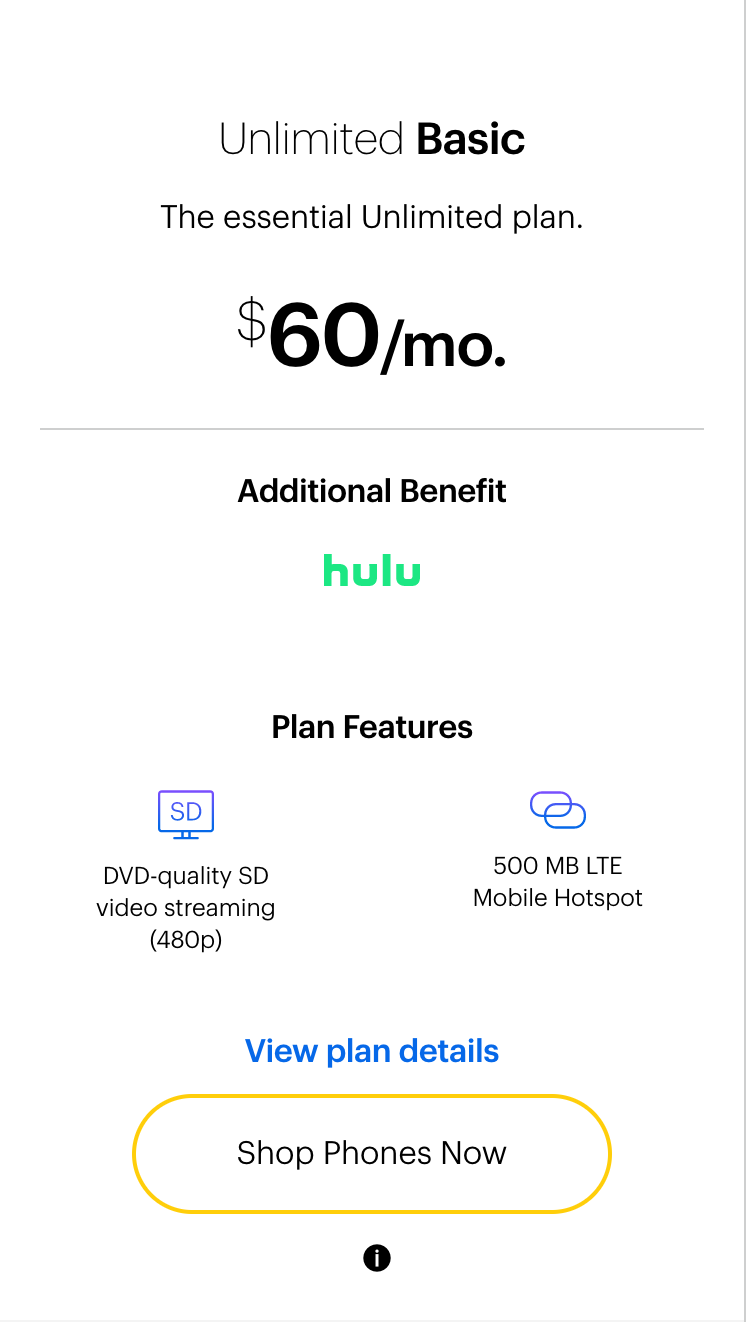 Unlimited Basic
The essential Unlimited plan.
$60/mo.
Additional Benefit
hulu
Plan Features
SD
DVD-quality SD
video streaming
(480p)
500 MB LTE
Mobile Hotspot
View plan details
Shop Phones Now
i